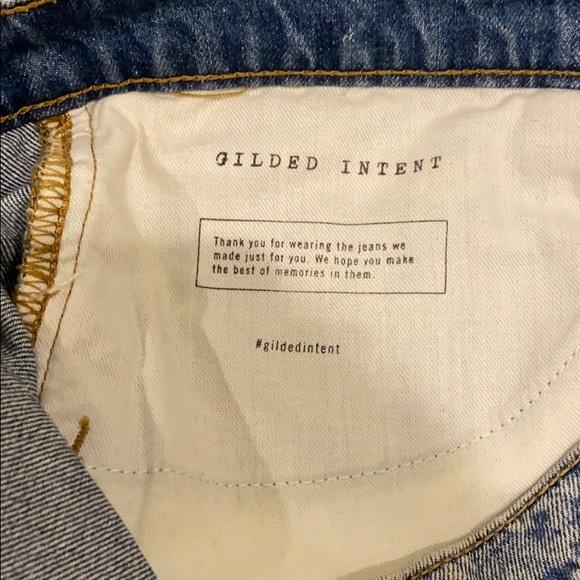 GILDED INTENT
Thank you for wearing the jeans we
made just for you. We hope you make
the best of memories in them.
#gildedintent